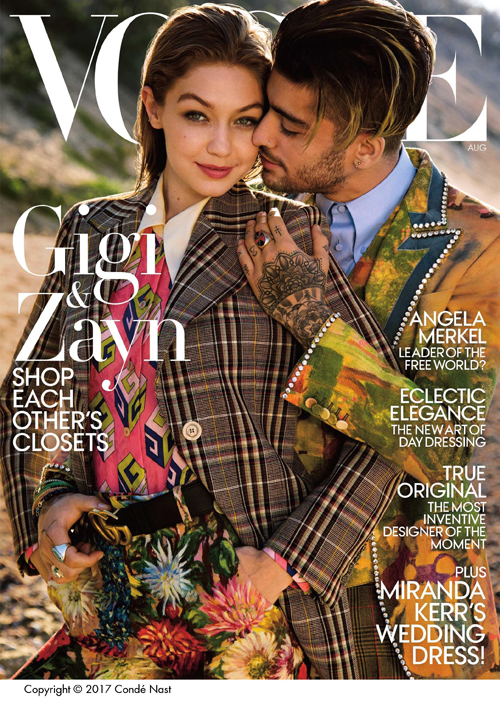 VOGUE
AUG
Gigi
&
Zayn
SHOP
EACH
OTHER'S
CLOSETS
ANGELA
MERKEL
LEADER OF THE
FREE WORLD?
ECLECTIC
ELEGANCE
THE NEW ART OF
DAY DRESSING
TRUE
ORIGINAL
THE MOST
INVENTIVE
DESIGNER OF THE
MOMENT
PLUS
MIRANDA
KERR'S
WEDDING
DRESS!
Copyright © 2017 Condé Nast